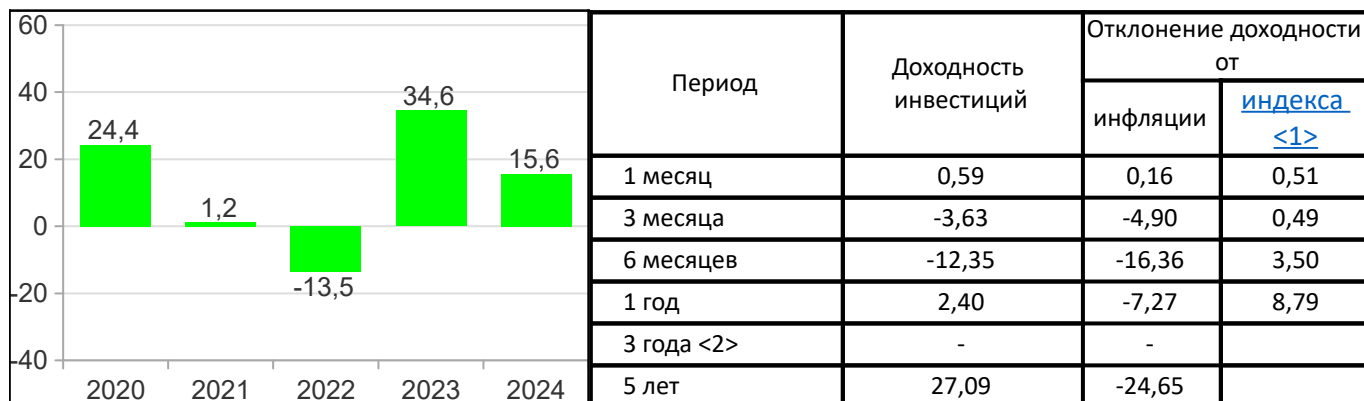 60
40
20
0
-20
-40
24,4
1,2
-13,5
34,6
15,6
2020 2021 2022 2023 2024
Период
Доходность
инвестиций
Отклонение доходности
от
инфляции
индекса
<1>
1 месяц 0,59 0,16 0,51
3 месяца -3,63 -4,90 0,49
6 месяцев -12,35 -16,36 3,50
1 год 2,40 -7,27 8,79
3 года <2> - -
5 лет 27,09 -24,65